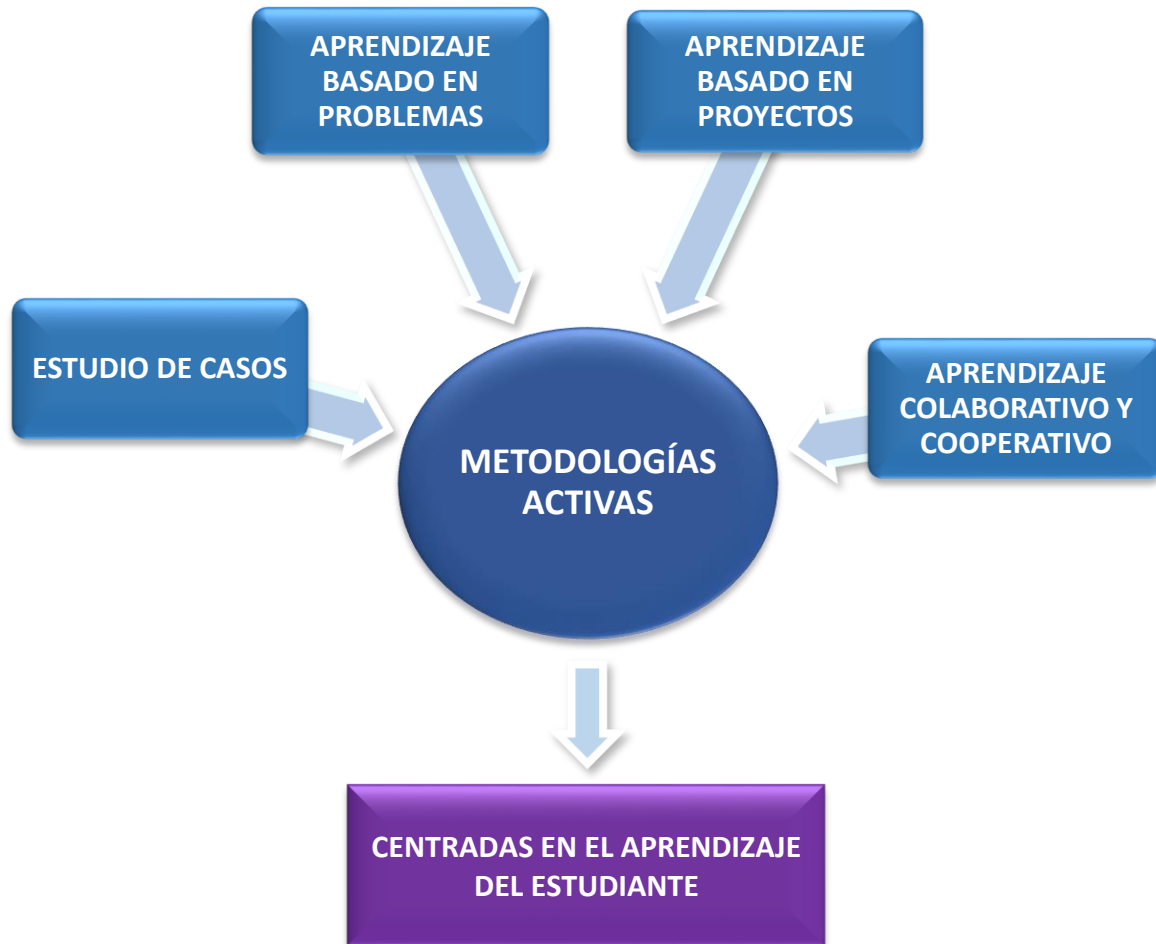 APRENDIZAJE
BASADO EN
PROBLEMAS
APRENDIZAJE
BASADO EN
PROYECTOS
ESTUDIO DE CASOS
APRENDIZAJE
COLABORATIVO Y
COOPERATIVO
METODOLOGÍAS
ACTIVAS
CENTRADAS EN EL APRENDIZAJE
DEL ESTUDIANTE